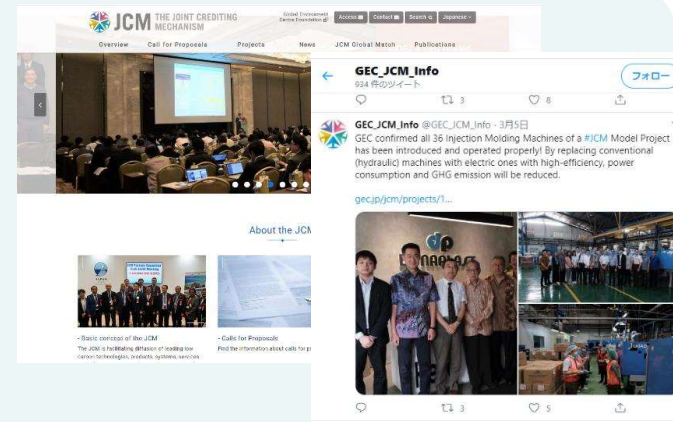 JCM THE JOINT CREDITING
MECHANISM
Global Environment
Centre Foundation
Access
Contact
Search
Japanese
Overview
Call for Proposals
Projects
News
JCM Global Match
Publications
About the JCM
- Basic concept of the JCM
The JCM is facilitating diffusion of leading low
carbon technologies, products, systems, services
- Calls for Proposals
Find the information about calls for p
GEC_JCM_Info
934 件のツイート
フォロー
3
8
GEC_JCM_Info @GEC_JCM_Info · 3月5日
GEC confirmed all 36 Injection Molding Machines of a #JCM Model Project
has been introduced and operated properly! By replacing conventional
(hydraulic) machines with electric ones with high-efficiency, power
consumption and GHG emission will be reduced.
gec.jp/jcm/projects/1...
3
5